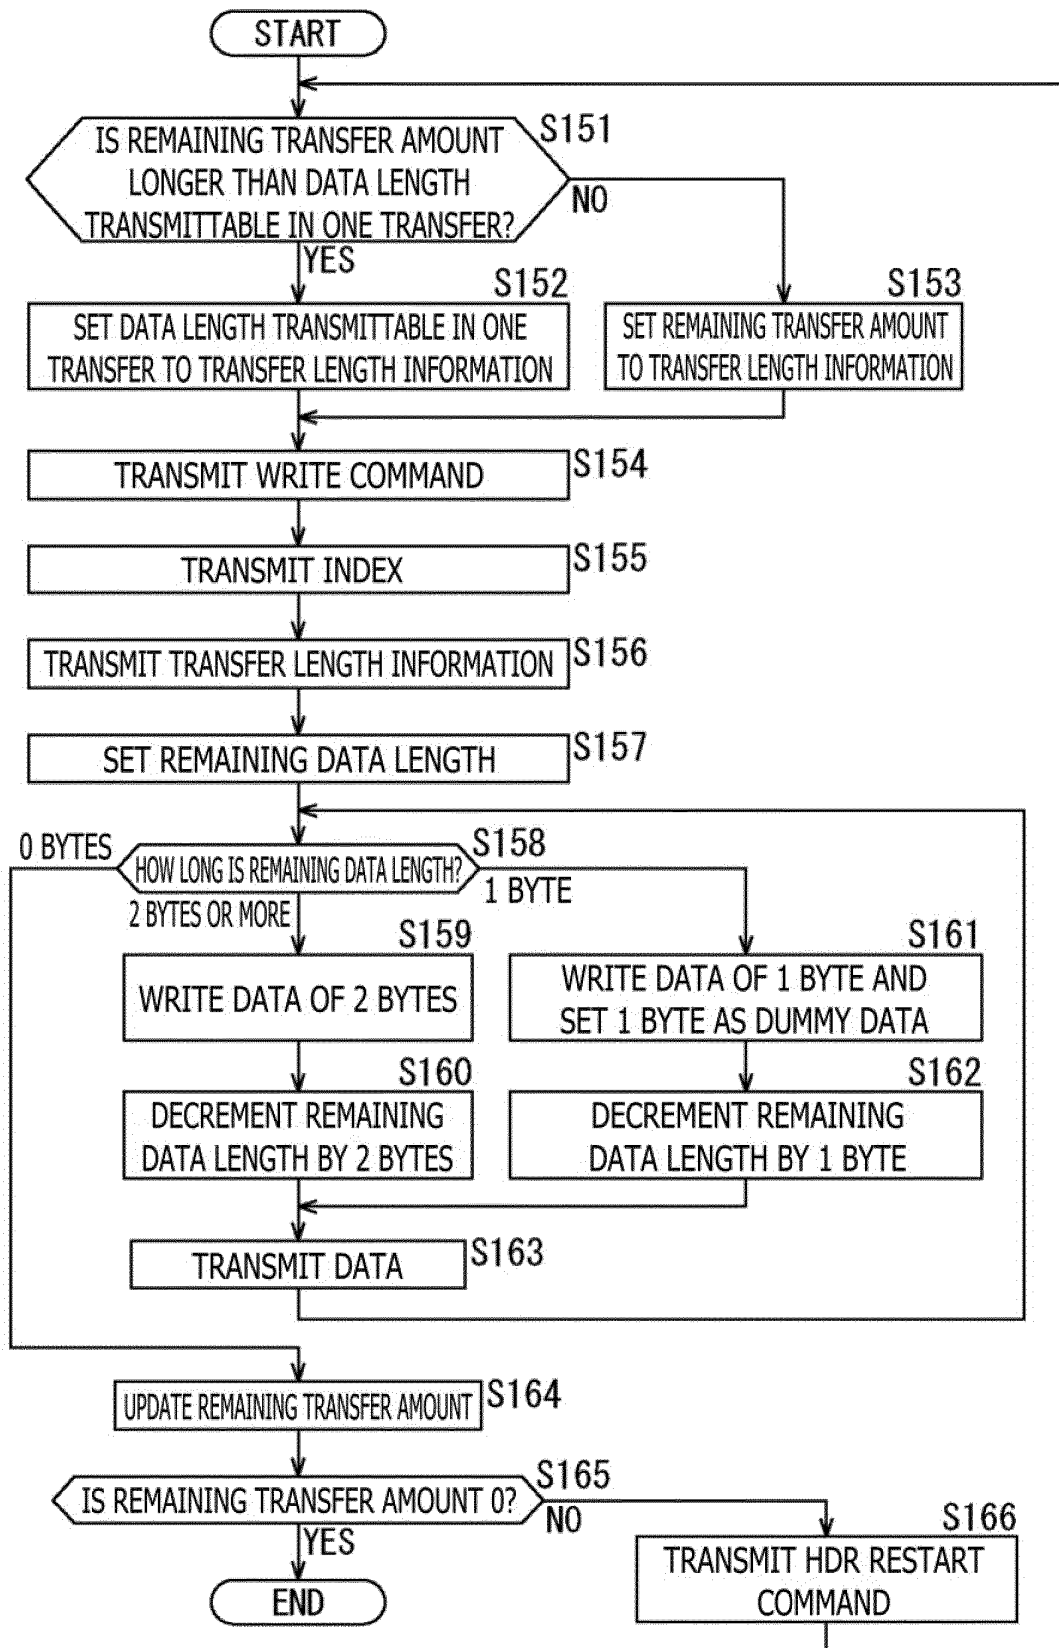 START
S151
IS REMAINING TRANSFER AMOUNT
LONGER THAN DATA LENGTH
TRANSMITTABLE IN ONE TRANSFER?
NO
YES
S152
SET DATA LENGTH TRANSMITTABLE IN ONE
TRANSFER TO TRANSFER LENGTH INFORMATION
S153
SET REMAINING TRANSFER AMOUNT
TO TRANSFER LENGTH INFORMATION
S154
TRANSMIT WRITE COMMAND
S155
TRANSMIT INDEX
S156
TRANSMIT TRANSFER LENGTH INFORMATION
S157
SET REMAINING DATA LENGTH
0 BYTES
S158
HOW LONG IS REMAINING DATA LENGTH?
1 BYTE
2 BYTES OR MORE
S159
WRITE DATA OF 2 BYTES
S161
WRITE DATA OF 1 BYTE AND
SET 1 BYTE AS DUMMY DATA
S160
DECREMENT REMAINING
DATA LENGTH BY 2 BYTES
S162
DECREMENT REMAINING
DATA LENGTH BY 1 BYTE
S163
TRANSMIT DATA
S164
UPDATE REMAINING TRANSFER AMOUNT
S165
IS REMAINING TRANSFER AMOUNT 0?
NO
YES
S166
TRANSMIT HDR RESTART
COMMAND
END